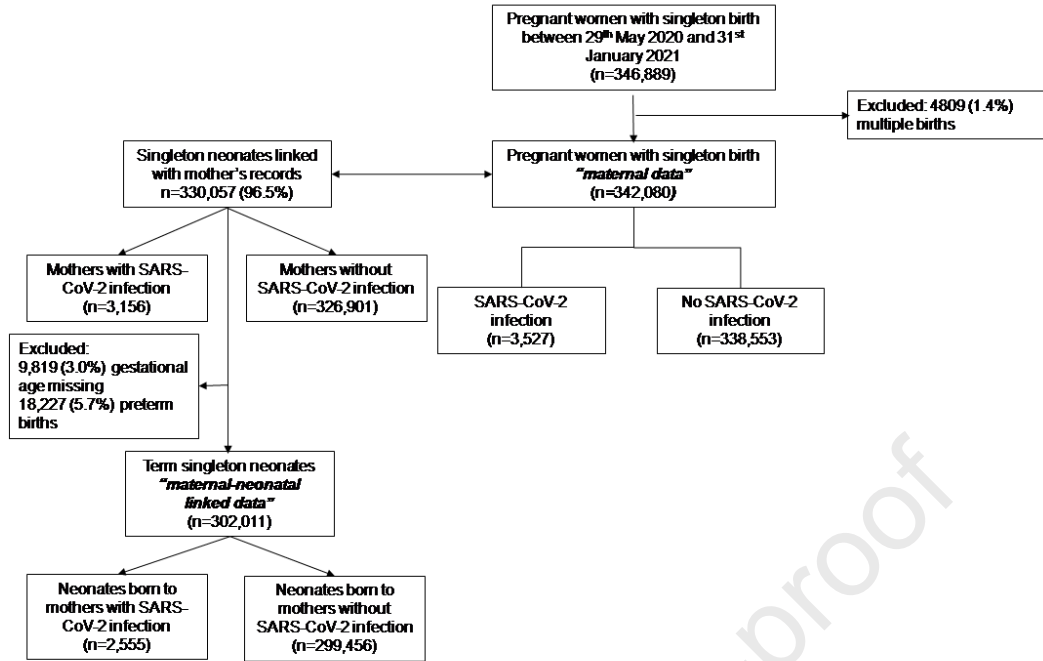 Pregnant women with singleton birth
between 29th May 2020 and 31st
January 2021
(n=346,889)
Excluded: 4809 (1.4%)
multiple births
Singleton neonates linked
with mother's records
n=330,057 (96.5%)
Pregnant women with singleton birth
"maternal data"
(n=342,080)
Mothers with SARS-
CoV-2 infection
(n=3,156)
Mothers without
SARS-CoV-2 infection
(n=326,901)
SARS-CoV-2
infection
(n=3,527)
No SARS-CoV-2
infection
(n=338,553)
Excluded:
9,819 (3.0%) gestational
age missing
18,227 (5.7%) preterm
births
Term singleton neonates
"maternal-neonatal
linked data"
(n=302,011)
Neonates born to
mothers with SARS-
CoV-2 infection
(n=2,555)
Neonates born to
mothers without
SARS-CoV-2 infection
(n=299,456)
proof